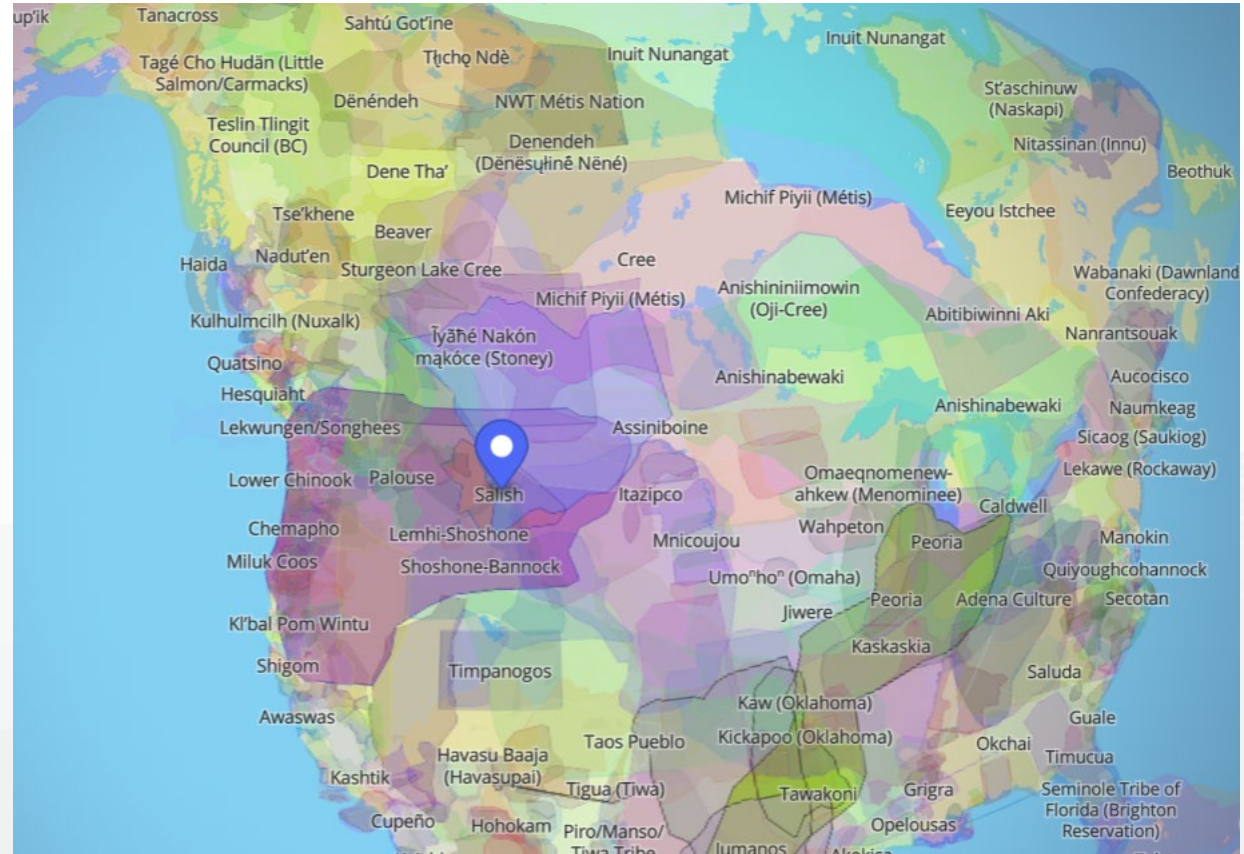 up'ik
Tanacross
Sahtú Got'ine
Inuit Nunangat
Tagé Cho Hudän (Little
Salmon/Carmacks)
Tłı̨chǫ Ndè
Inuit Nunangat
St'aschinuw
(Naskapi)
Dënéndeh
NWT Métis Nation
Teslin Tlingit
Council (BC)
Denendeh
(Dënësųłinë́ Nëné)
Nitassinan (Innu)
Dene Tha'
Beothuk
Michif Piyii (Métis)
Eeyou Istchee
Tse'khene
Beaver
Haida
Nadut'en
Sturgeon Lake Cree
Cree
Wabanaki (Dawnland
Confederacy)
Michif Piyii (Métis)
Anishininiimowin
(Oji-Cree)
Abitibiwinni Aki
Kulhulmcilh (Nuxalk)
Nanrantsouak
Ĩyãħé Nakón
mąkóce (Stoney)
Quatsino
Anishinabewaki
Aucocisco
Hesquiaht
Anishinabewaki
Naumkeag
Lekwungen/Songhees
Assiniboine
Sicaog (Saukiog)
Lower Chinook
Palouse
Salish
Itazipco
Omaeqnomenew-
ahkew (Menominee)
Lekawe (Rockaway)
Caldwell
Chemapho
Lemhi-Shoshone
Mnicoujou
Wahpeton
Peoria
Manokin
Miluk Coos
Shoshone-Bannock
Umoⁿhoⁿ (Omaha)
Quiyoughcohannock
Jiwere
Peoria
Adena Culture
Secotan
Kl'bal Pom Wintu
Kaskaskia
Shigom
Timpanogos
Saluda
Awaswas
Kaw (Oklahoma)
Guale
Taos Pueblo
Kickapoo (Oklahoma)
Okchai
Timucua
Kashtik
Havasu Baaja
(Havasupai)
Tigua (Tiwa)
Tawakoni
Grigra
Seminole Tribe of
Florida (Brighton
Reservation)
Cupeño
Hohokam
Piro/Manso/
Tiwa Tribe
Jumanos
Akokisa
Opelousas